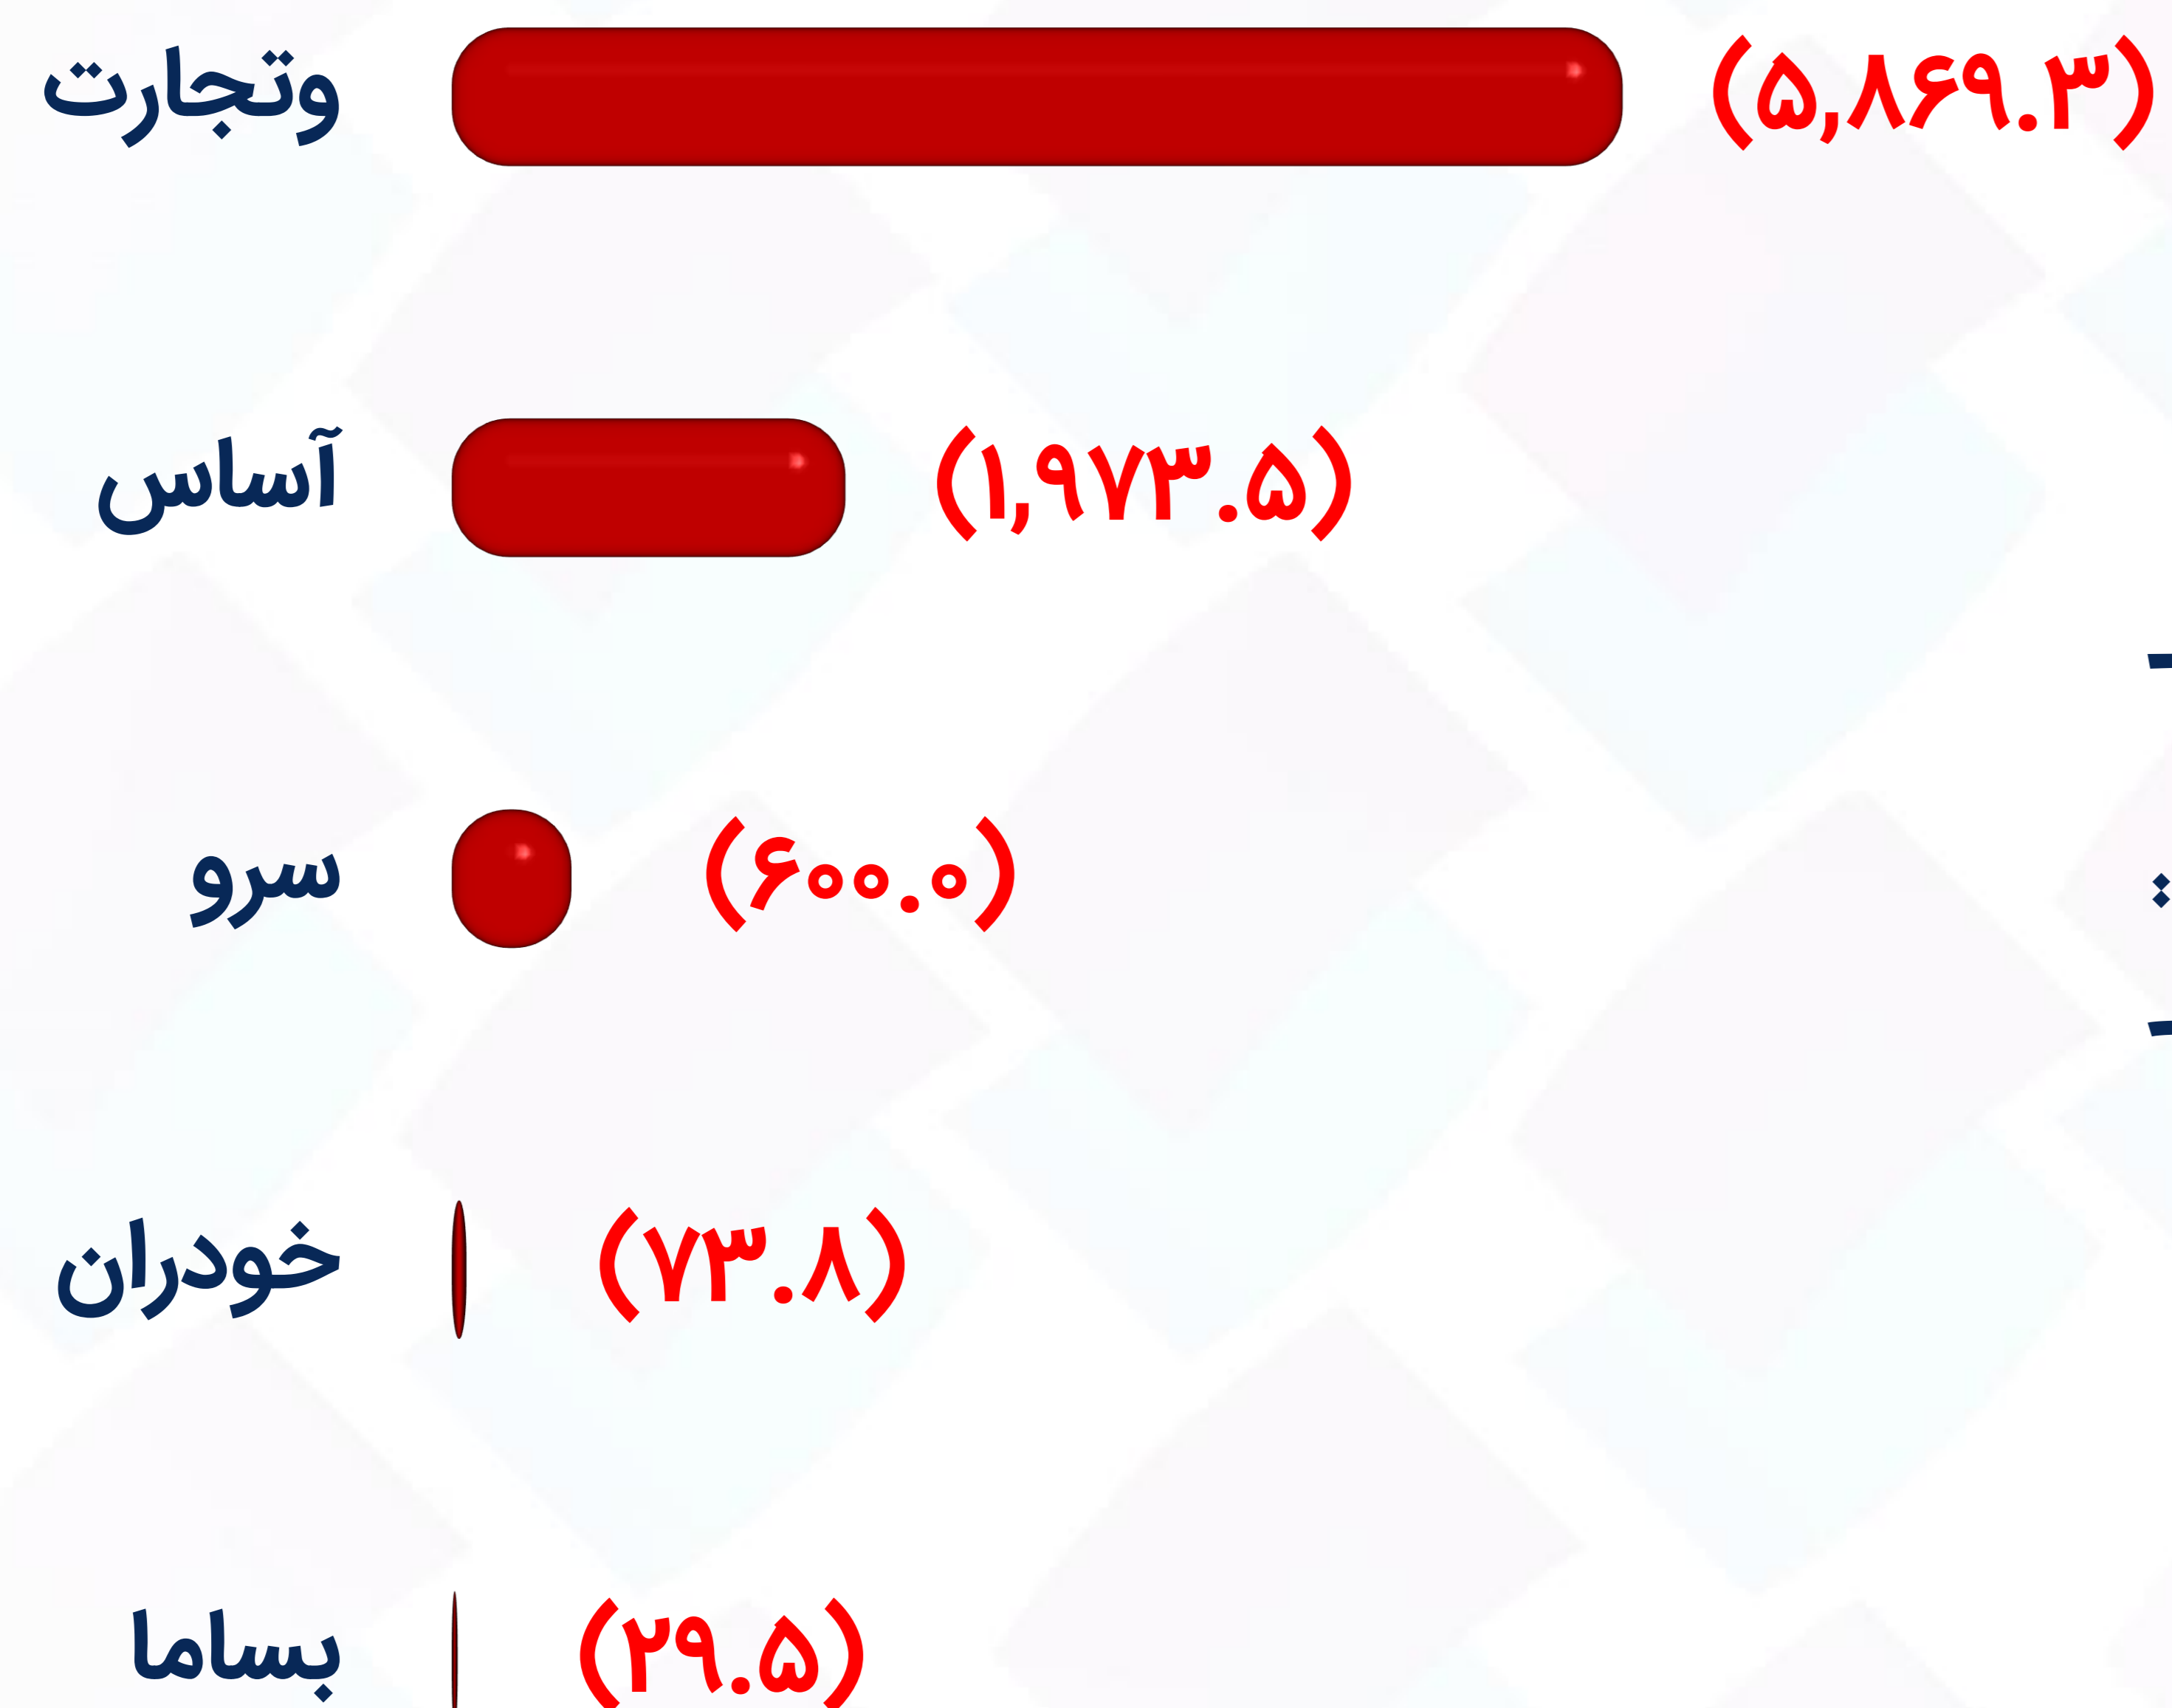 وتجارت (۵,۸۶۹.۳)
آساس (۱,۹۷۳.۵)
سرو (۶۰۰.۰)
خودران (۷۳.۸)
بساما (۲۹.۵)